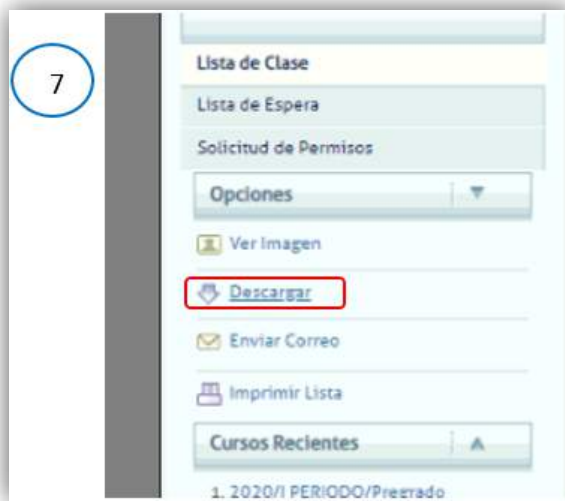 7
Lista de Clase
Lista de Espera
Solicitud de Permisos
Opciones
Ver Imagen
Descargar
Enviar Correo
Imprimir Lista
Cursos Recientes
1. 2020/I PERIODO/Pregrado